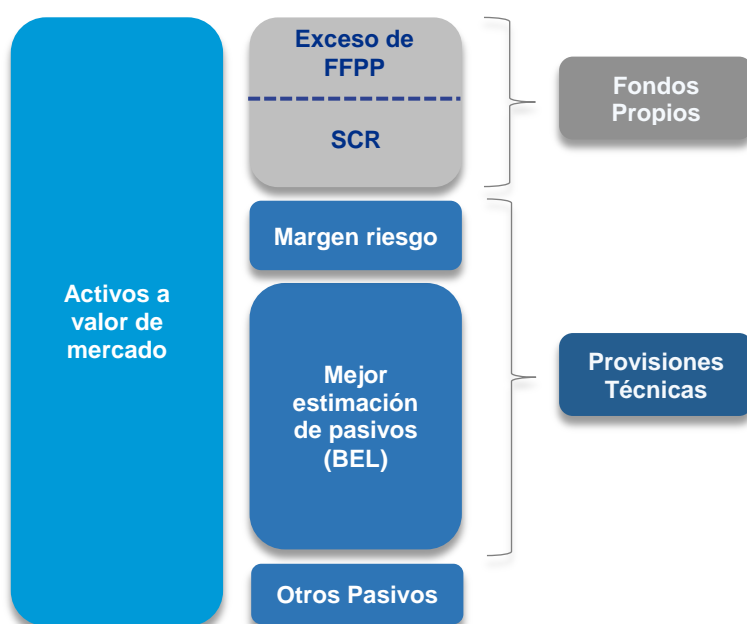 Activos a
valor de
mercado
Exceso de
FFPP
SCR
Margen riesgo
Mejor
estimación
de pasivos
(BEL)
Otros Pasivos
Fondos
Propios
Provisiones
Técnicas